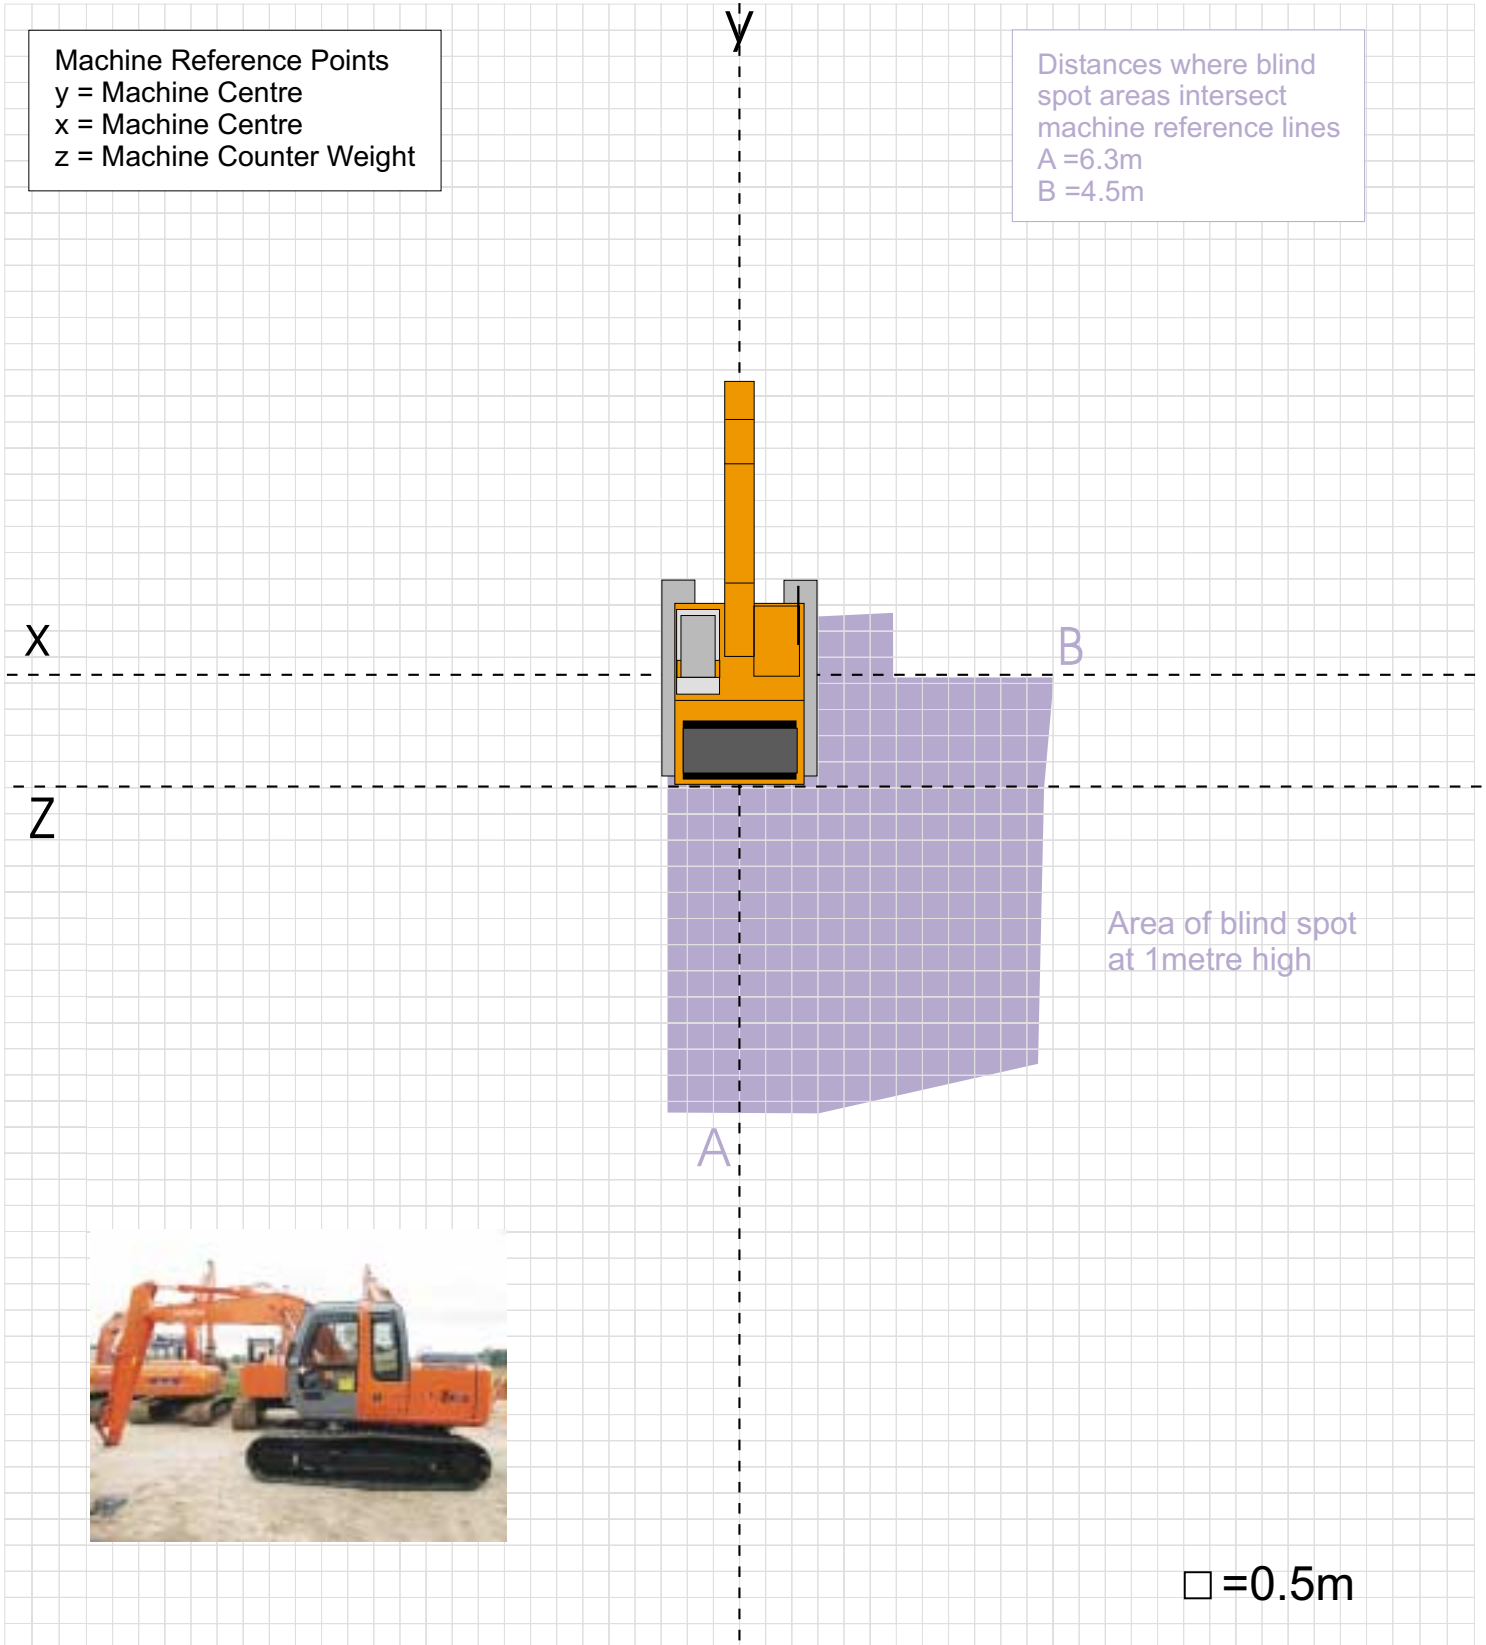 y
Machine Reference Points
y = Machine Centre
x = Machine Centre
z = Machine Counter Weight
Distances where blind
spot areas intersect
machine reference lines
A =6.3m
B =4.5m
X
B
Z
Area of blind spot
at 1metre high
A
=0.5m